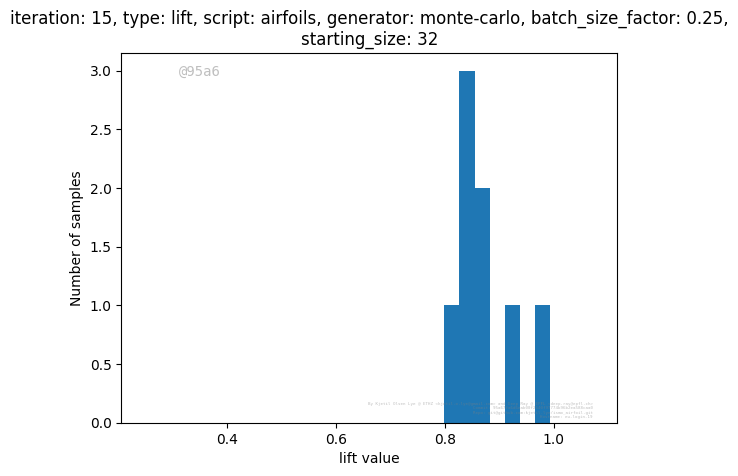 iteration: 15, type: lift, script: airfoils, generator: monte-carlo, batch_size_factor: 0.25,
starting_size: 32
@95a6
3.0
2.5
2.0
1.5
1.0
0.5
0.0
Number of samples
0.4
0.6
0.8
1.0
lift value